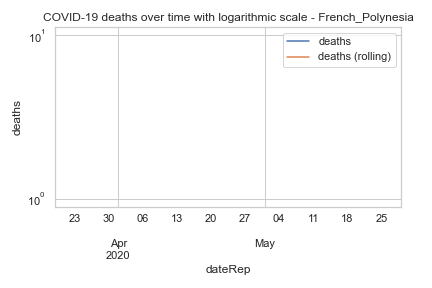 COVID-19 deaths over time with logarithmic scale - French_Polynesia
deaths
deaths (rolling)
10¹
deaths
10⁰
23 30 06 13 20 27 04 11 18 25
Apr May
2020
dateRep